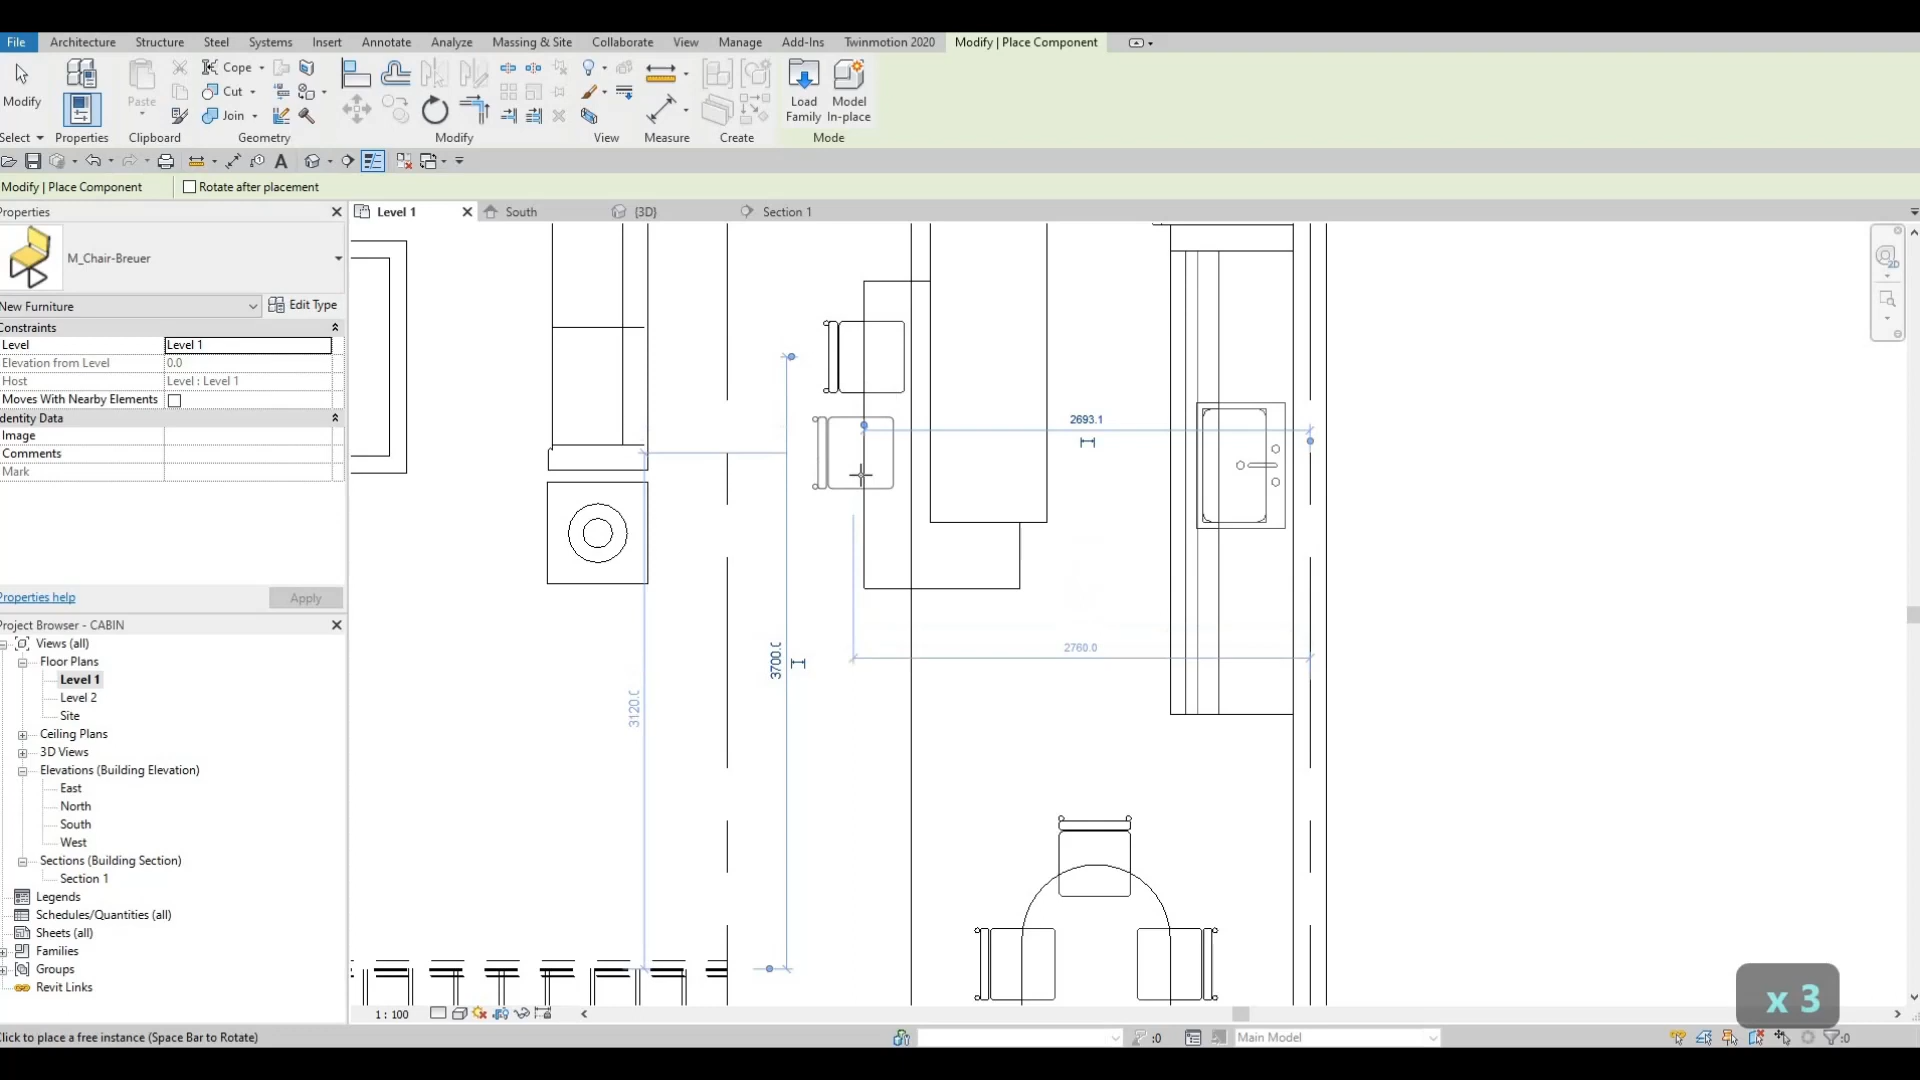 File Architecture Structure Steel Systems Insert Annotate Analyze Massing & Site Collaborate View Manage Add-Ins Twinmotion 2020 Modify | Place Component
Modify
Paste
Cope
Cut
Join
Load Family
Model In-place
Select Properties Clipboard Geometry Modify View Measure Create Mode
Modify | Place Component Rotate after placement
Properties
Level 1 South {3D} Section 1
M_Chair-Breuer
New Furniture Edit Type
Constraints
Level Level 1
Elevation from Level 0.0
Host Level : Level 1
Moves With Nearby Elements
Identity Data
Image
Comments
Mark
Properties help Apply
Project Browser - CABIN
Views (all)
Floor Plans
Level 1
Level 2
Site
Ceiling Plans
3D Views
Elevations (Building Elevation)
East
North
South
West
Sections (Building Section)
Section 1
Legends
Schedules/Quantities (all)
Sheets (all)
Families
Groups
Revit Links
2693.1
2760.0
3700.0
3120.0
2D
x 3
1 : 100
Click to place a free instance (Space Bar to Rotate) :0 Main Model :0